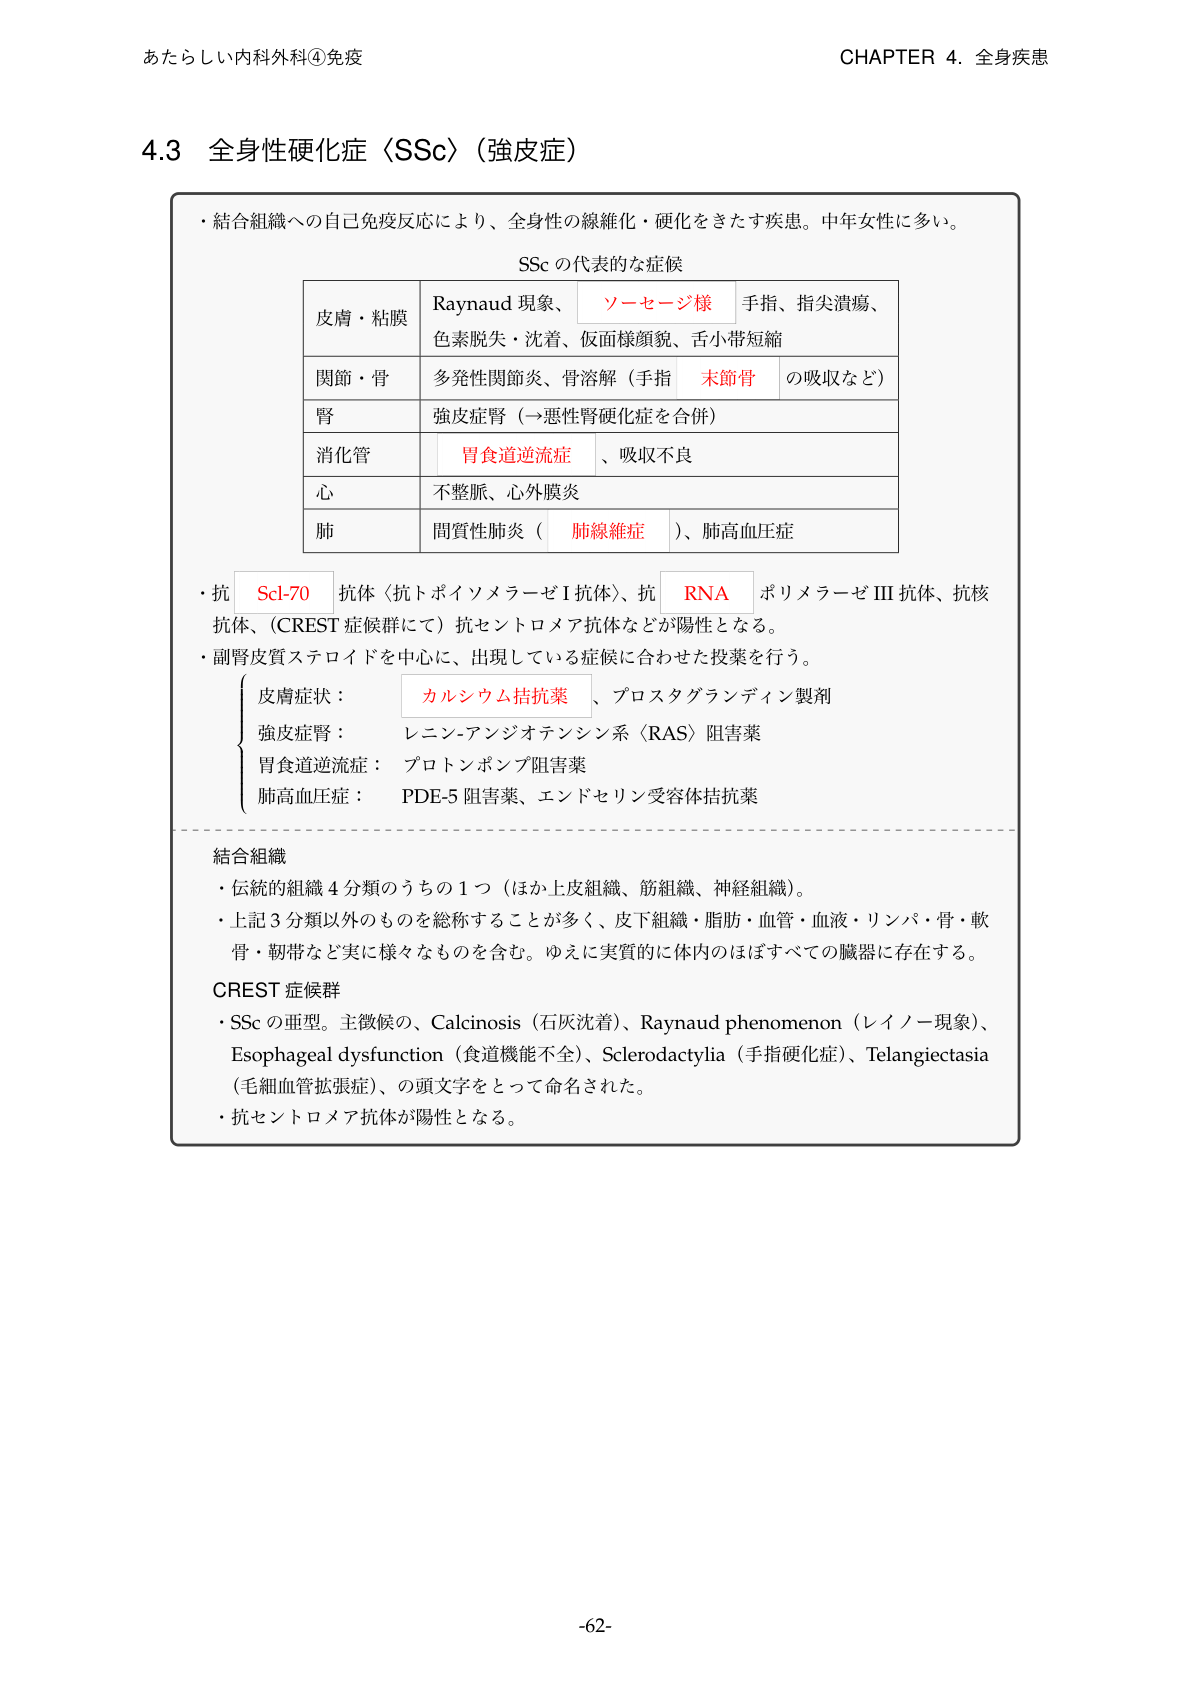 あたらしい内科外科④免疫
CHAPTER 4. 全身疾患
4.3 全身性硬化症〈SSc〉（強皮症）
・結合組織への自己免疫反応により、全身性の線維化・硬化をきたす疾患。中年女性に多い。
SSc の代表的な症候
皮膚・粘膜
Raynaud 現象、 ソーセージ様 手指、指尖潰瘍、
色素脱失・沈着、仮面様顔貌、舌小帯短縮
関節・骨
多発性関節炎、骨溶解（手指 末節骨 の吸収など）
腎
強皮症腎（→悪性腎硬化症を合併）
消化管
胃食道逆流症 、吸収不良
心
不整脈、心外膜炎
肺
間質性肺炎（ 肺線維症 ）、肺高血圧症
・抗 Scl-70 抗体〈抗トポイソメラーゼ I 抗体〉、抗 RNA ポリメラーゼ III 抗体、抗核
抗体、（CREST 症候群にて）抗セントロメア抗体などが陽性となる。
・副腎皮質ステロイドを中心に、出現している症候に合わせた投薬を行う。
皮膚症状： カルシウム拮抗薬 、プロスタグランディン製剤
強皮症腎： レニン-アンジオテンシン系〈RAS〉阻害薬
胃食道逆流症： プロトンポンプ阻害薬
肺高血圧症： PDE-5 阻害薬、エンドセリン受容体拮抗薬
結合組織
・伝統的組織 4 分類のうちの 1 つ（ほか上皮組織、筋組織、神経組織）。
・上記 3 分類以外のものを総称することが多く、皮下組織・脂肪・血管・血液・リンパ・骨・軟
骨・靭帯など実に様々なものを含む。ゆえに実質的に体内のほぼすべての臓器に存在する。
CREST 症候群
・SSc の亜型。主徴候の、Calcinosis（石灰沈着）、Raynaud phenomenon（レイノー現象）、
Esophageal dysfunction（食道機能不全）、Sclerodactylia（手指硬化症）、Telangiectasia
（毛細血管拡張症）、の頭文字をとって命名された。
・抗セントロメア抗体が陽性となる。
-62-